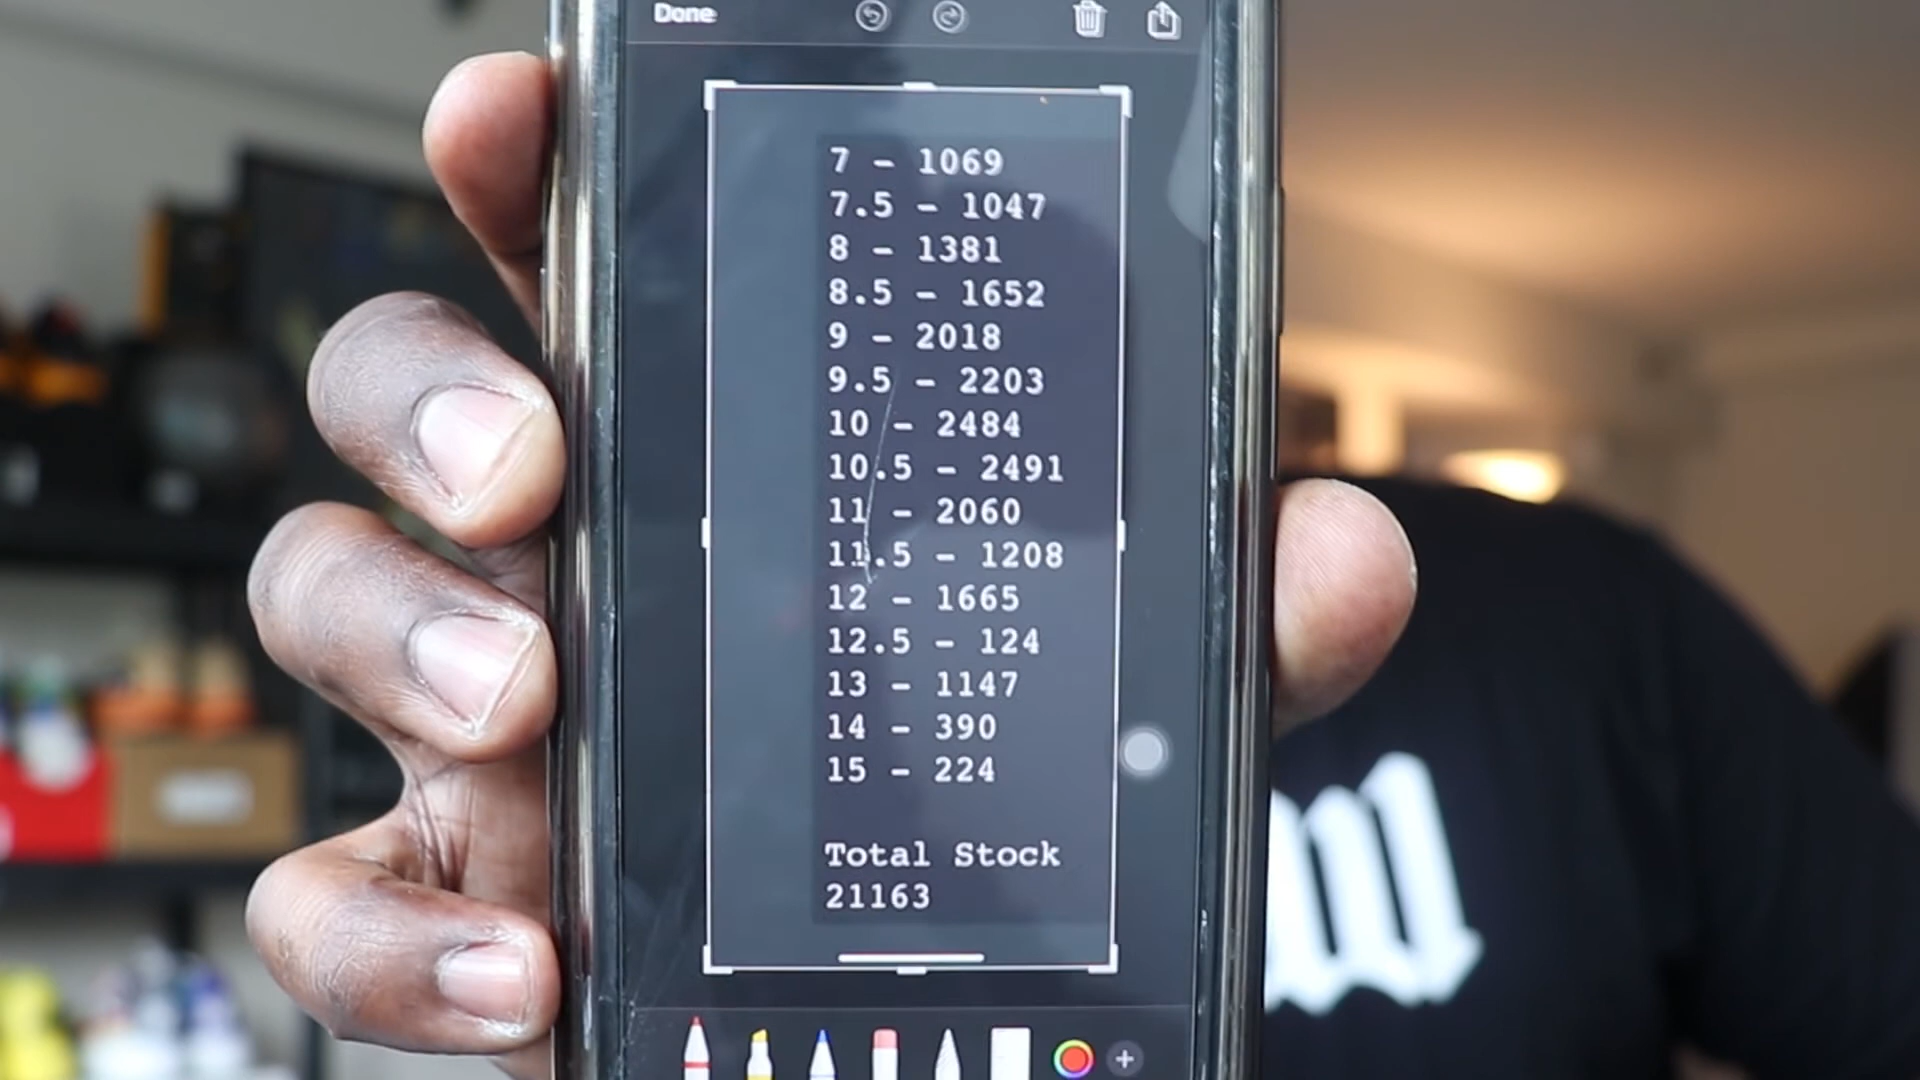 Done
7 - 1069
7.5 - 1047
8 - 1381
8.5 - 1652
9 - 2018
9.5 - 2203
10 - 2484
10.5 - 2491
11 - 2060
11.5 - 1208
12 - 1665
12.5 - 124
13 - 1147
14 - 390
15 - 224
Total Stock
21163